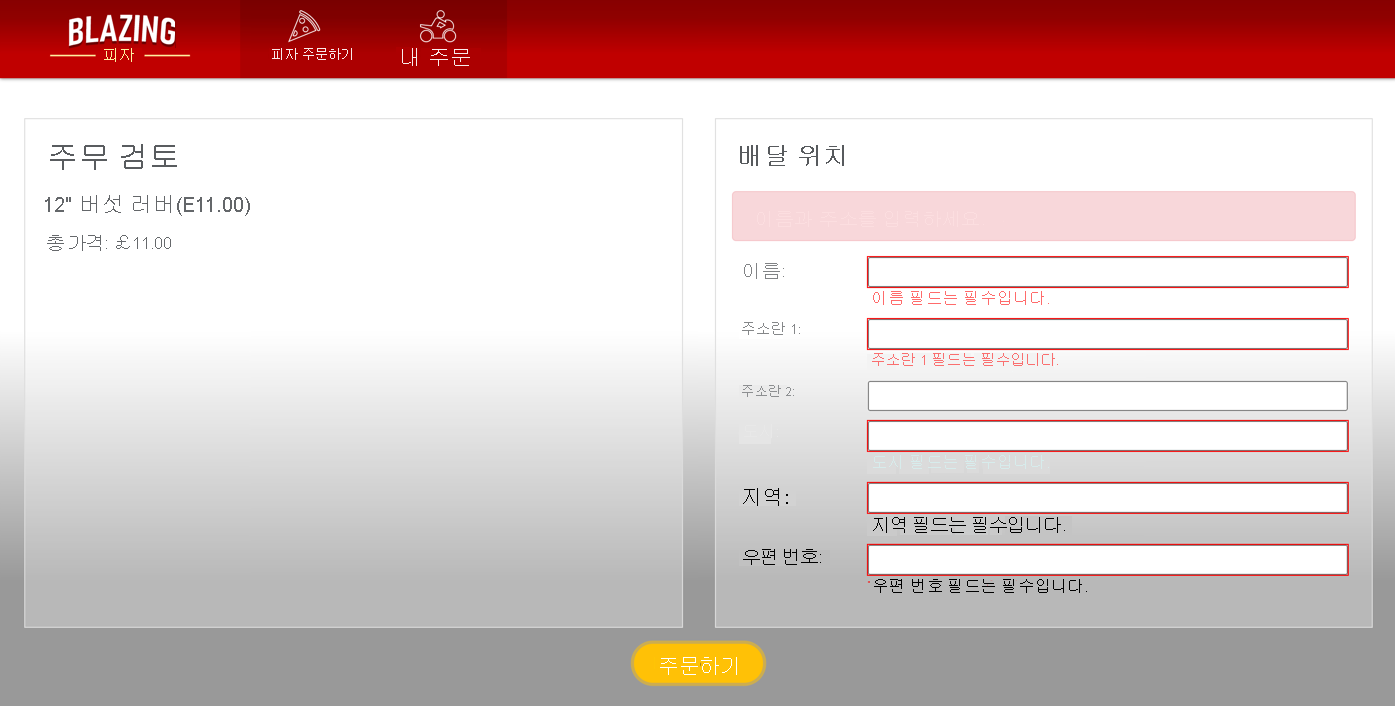 BLAZING
피자
피자 주문하기
내 주문
주무 검토
12" 버섯 러버(E11.00)
총 가격: £11.00
배달 위치
이름과 주소를 입력하세요.
이름:
이름 필드는 필수입니다.
주소란 1:
주소란 1 필드는 필수입니다.
주소란 2:
도시 필드는 필수입니다.
지역:
지역 필드는 필수입니다.
우편 번호:
우편 번호 필드는 필수입니다.
주문하기